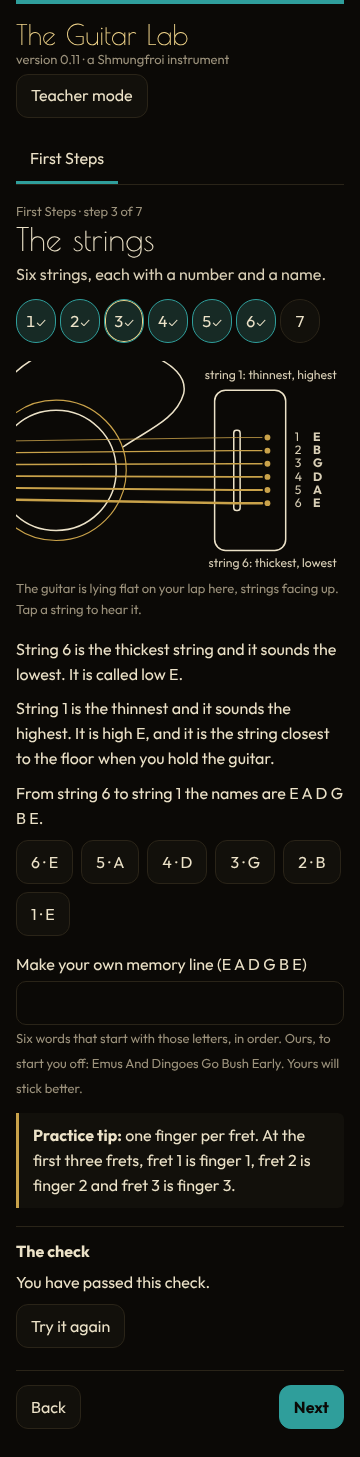 The Guitar Lab
version 0.11 · a Shmungfroi instrument
Teacher mode
First Steps
First Steps · step 3 of 7
The strings
Six strings, each with a number and a name.
1✓ 2✓ 3✓ 4✓ 5✓ 6✓ 7
string 1: thinnest, highest
1 E
2 B
3 G
4 D
5 A
6 E
string 6: thickest, lowest
The guitar is lying flat on your lap here, strings facing up.
Tap a string to hear it.
String 6 is the thickest string and it sounds the
lowest. It is called low E.
String 1 is the thinnest and it sounds the
highest. It is high E, and it is the string closest
to the floor when you hold the guitar.
From string 6 to string 1 the names are E A D G
B E.
6 · E 5 · A 4 · D 3 · G 2 · B
1 · E
Make your own memory line (E A D G B E)
Six words that start with those letters, in order. Ours, to
start you off: Emus And Dingoes Go Bush Early. Yours will
stick better.
Practice tip: one finger per fret. At the
first three frets, fret 1 is finger 1, fret 2 is
finger 2 and fret 3 is finger 3.
The check
You have passed this check.
Try it again
Back Next